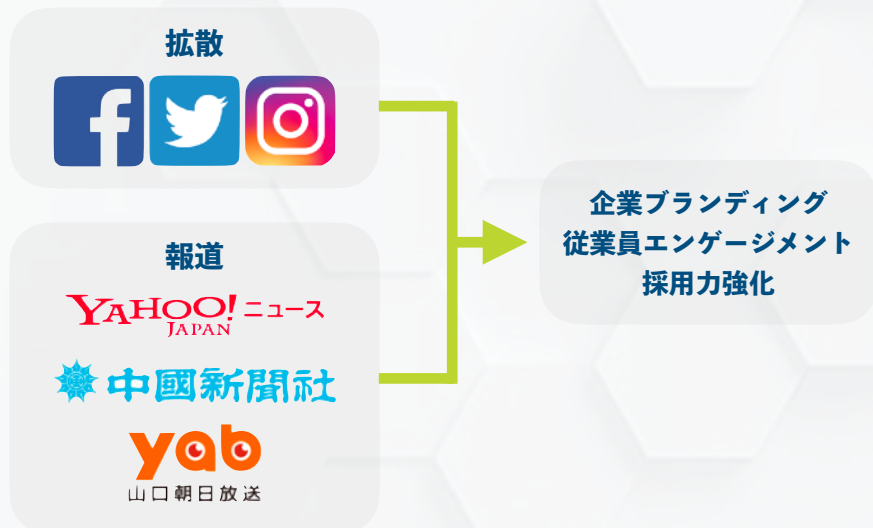 拡散
報道
YAHOO!ニュース
JAPAN
中國新聞社
yab
山口朝日放送
企業ブランディング
従業員エンゲージメント
採用力強化